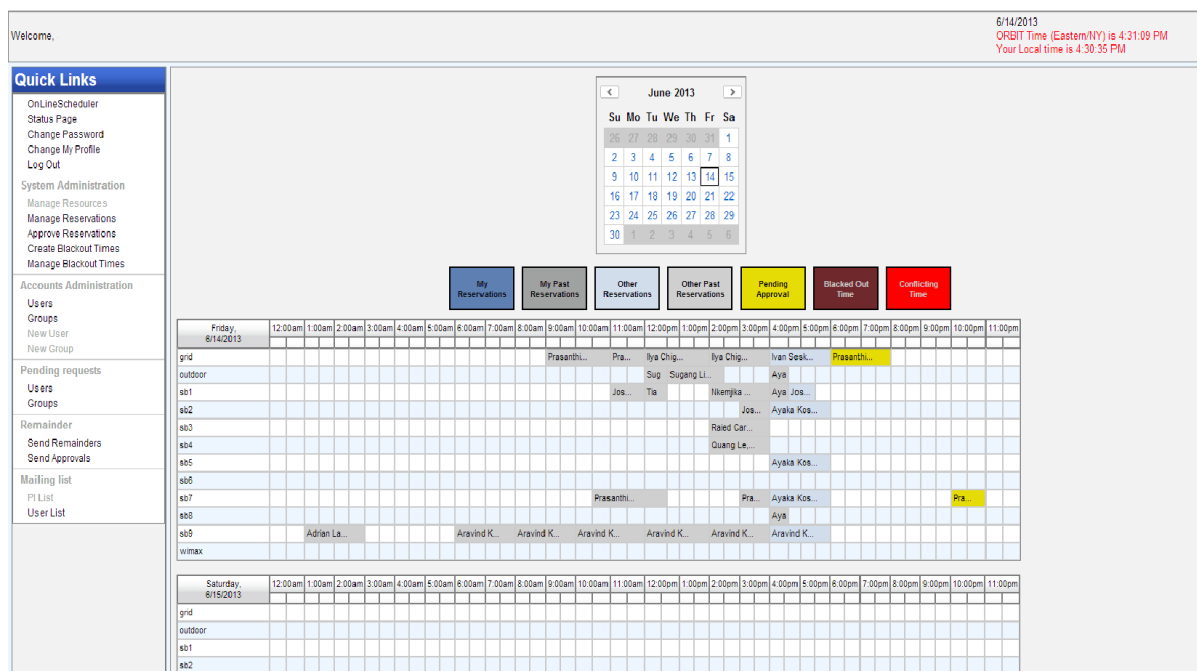 6/14/2013
Welcome,
ORBIT Time (Eastern/NY) is 4:31:09 PM
Your Local time is 4:30:35 PM
Quick Links
OnLineScheduler
Status Page
Change Password
Change My Profile
Log Out
System Administration
Manage Resources
Manage Reservations
Approve Reservations
Create Blackout Times
Manage Blackout Times
Accounts Administration
Users
Groups
New User
New Group
Pending requests
Users
Groups
Remainder
Send Remainders
Send Approvals
Mailing list
PI List
User List
< June 2013 >
Su Mo Tu We Th Fr Sa
26 27 28 29 30 31 1
2 3 4 5 6 7 8
9 10 11 12 13 14 15
16 17 18 19 20 21 22
23 24 25 26 27 28 29
30 1 2 3 4 5 6
My Reservations
My Past Reservations
Other Reservations
Other Past Reservations
Pending Approval
Blacked Out Time
Conflicting Time
Friday, 12:00am 1:00am 2:00am 3:00am 4:00am 5:00am 6:00am 7:00am 8:00am 9:00am 10:00am 11:00am 12:00pm 1:00pm 2:00pm 3:00pm 4:00pm 5:00pm 6:00pm 7:00pm 8:00pm 9:00pm 10:00pm 11:00pm
6/14/2013
grid Prasanthi... Pra... Ilya Chig... Ilya Chig... Ivan Sesk... Prasanthi...
outdoor Sug Sugang Li... Aya
sb1 Jos... Tia Nkemjika ... Aya Jos...
sb2 Jos... Ayaka Kos...
sb3 Raied Car...
sb4 Quang Le,...
sb5 Ayaka Kos...
sb6
sb7 Prasanthi... Pra... Ayaka Kos... Pra...
sb8 Aya
sb9 Adrian La... Aravind K... Aravind K... Aravind K... Aravind K... Aravind K... Aravind K...
wimax
Saturday, 12:00am 1:00am 2:00am 3:00am 4:00am 5:00am 6:00am 7:00am 8:00am 9:00am 10:00am 11:00am 12:00pm 1:00pm 2:00pm 3:00pm 4:00pm 5:00pm 6:00pm 7:00pm 8:00pm 9:00pm 10:00pm 11:00pm
6/15/2013
grid
outdoor
sb1
sb2